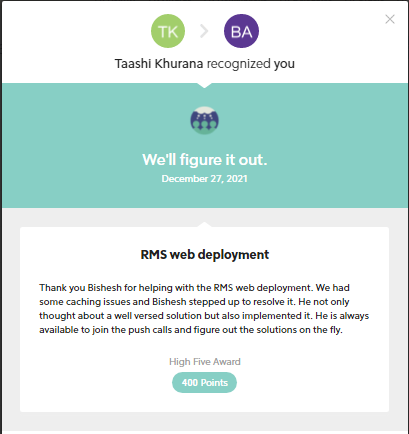 TK BA
Taashi Khurana recognized you
We'll figure it out.
December 27, 2021
RMS web deployment
Thank you Bishesh for helping with the RMS web deployment. We had
some caching issues and Bishesh stepped up to resolve it. He not only
thought about a well versed solution but also implemented it. He is always
available to join the push calls and figure out the solutions on the fly.
High Five Award
400 Points